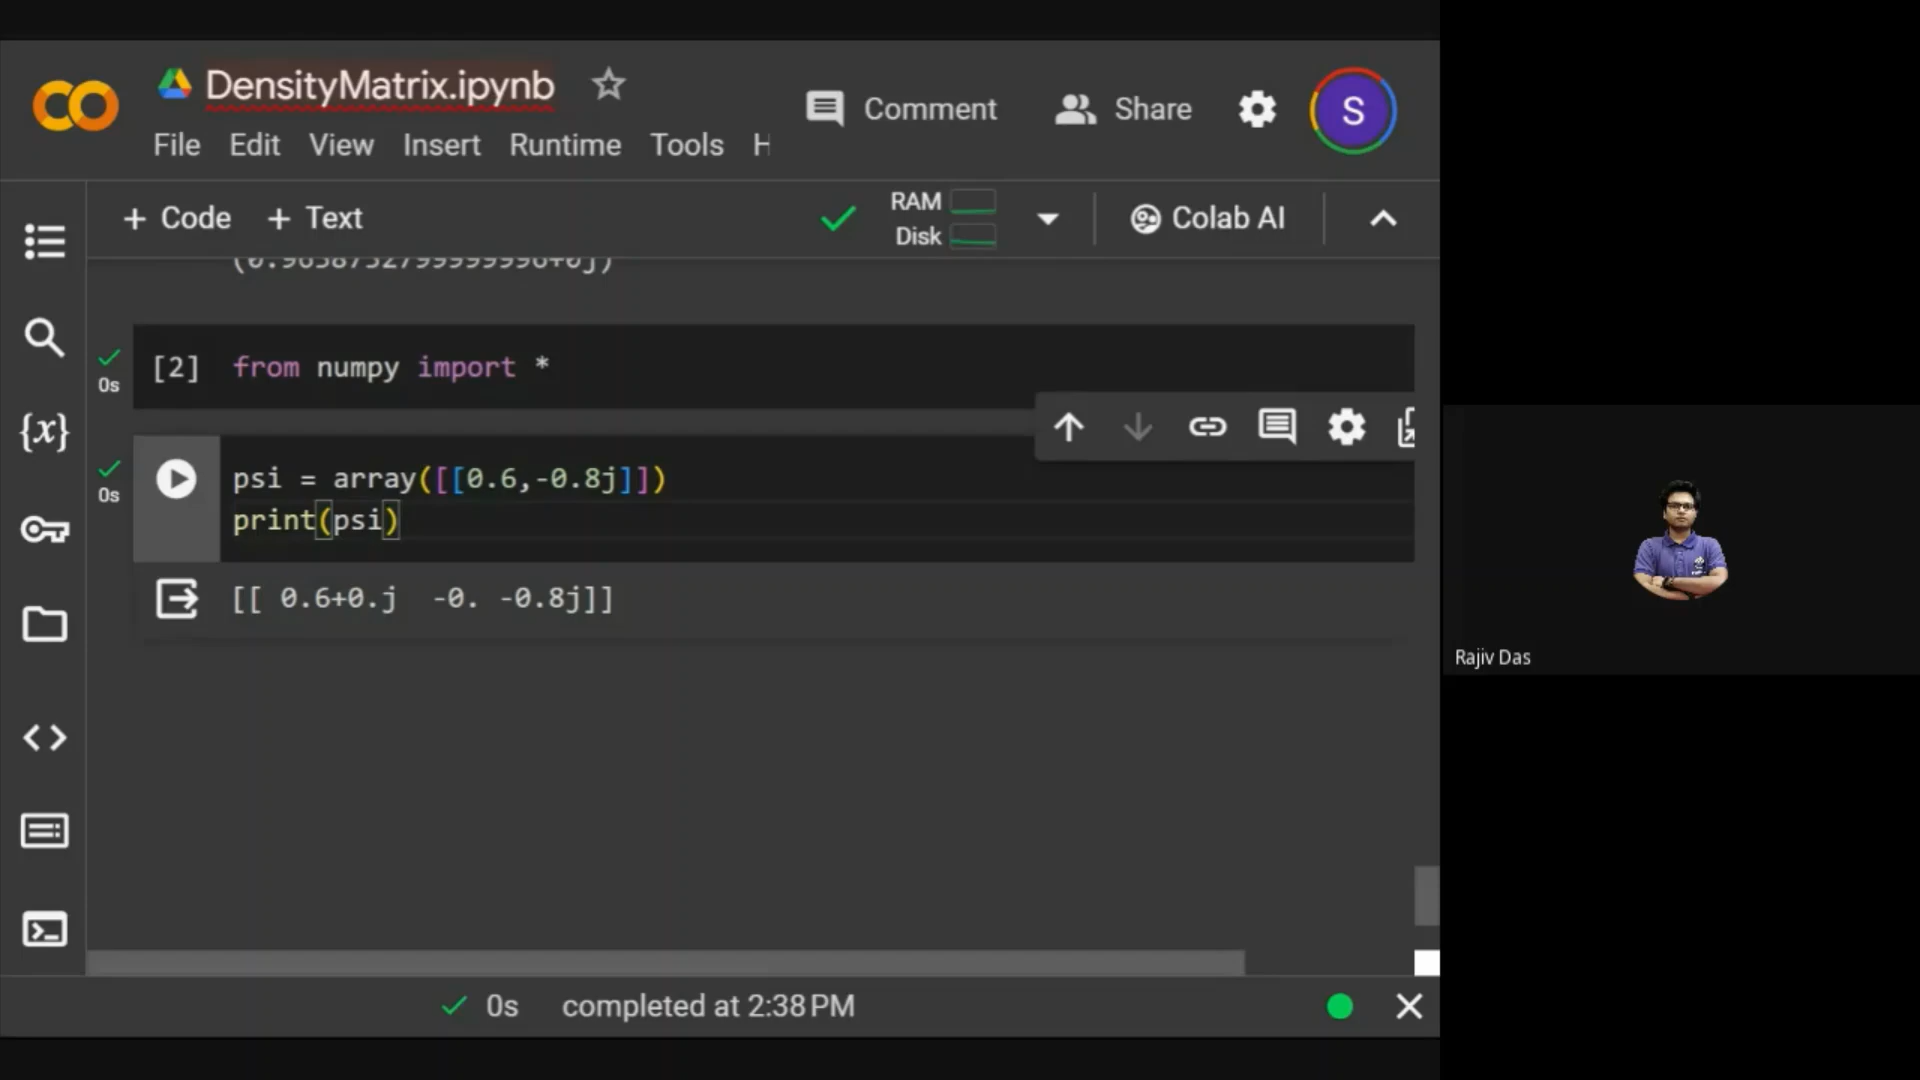 DensityMatrix.ipynb
Comment
Share
S
File Edit View Insert Runtime Tools H
+ Code + Text
RAM
Disk
Colab AI
{x}
0s
[2] from numpy import *
0s
psi = array([[0.6,-0.8j]])
print(psi)
[[ 0.6+0.j -0. -0.8j]]
Rajiv Das
0s completed at 2:38 PM